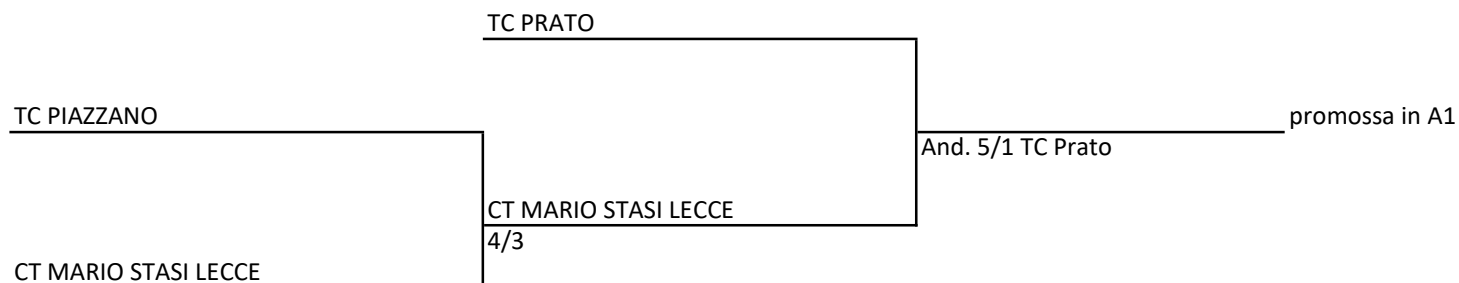 TC PRATO
TC PIAZZANO
promossa in A1
And. 5/1 TC Prato
CT MARIO STASI LECCE
4/3
CT MARIO STASI LECCE